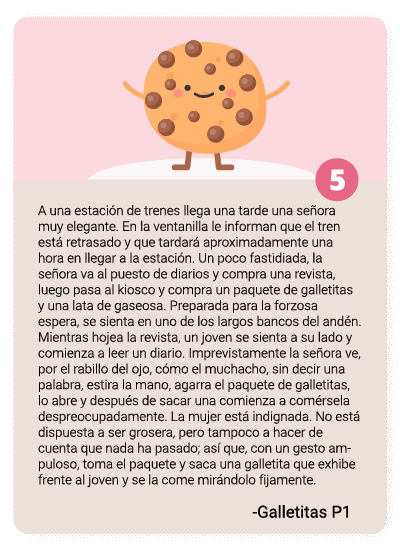 5
A una estación de trenes llega una tarde una señora
muy elegante. En la ventanilla le informan que el tren
está retrasado y que tardará aproximadamente una
hora en llegar a la estación. Un poco fastidiada, la
señora va al puesto de diarios y compra una revista,
luego pasa al kiosco y compra un paquete de galletitas
y una lata de gaseosa. Preparada para la forzosa
espera, se sienta en uno de los largos bancos del andén.
Mientras hojea la revista, un joven se sienta a su lado y
comienza a leer un diario. Imprevistamente la señora ve,
por el rabillo del ojo, cómo el muchacho, sin decir una
palabra, estira la mano, agarra el paquete de galletitas,
lo abre y después de sacar una comienza a comérsela
despreocupadamente. La mujer está indignada. No está
dispuesta a ser grosera, pero tampoco a hacer de
cuenta que nada ha pasado; así que, con un gesto am-
puloso, toma el paquete y saca una galletita que exhibe
frente al joven y se la come mirándolo fijamente.
-Galletitas P1